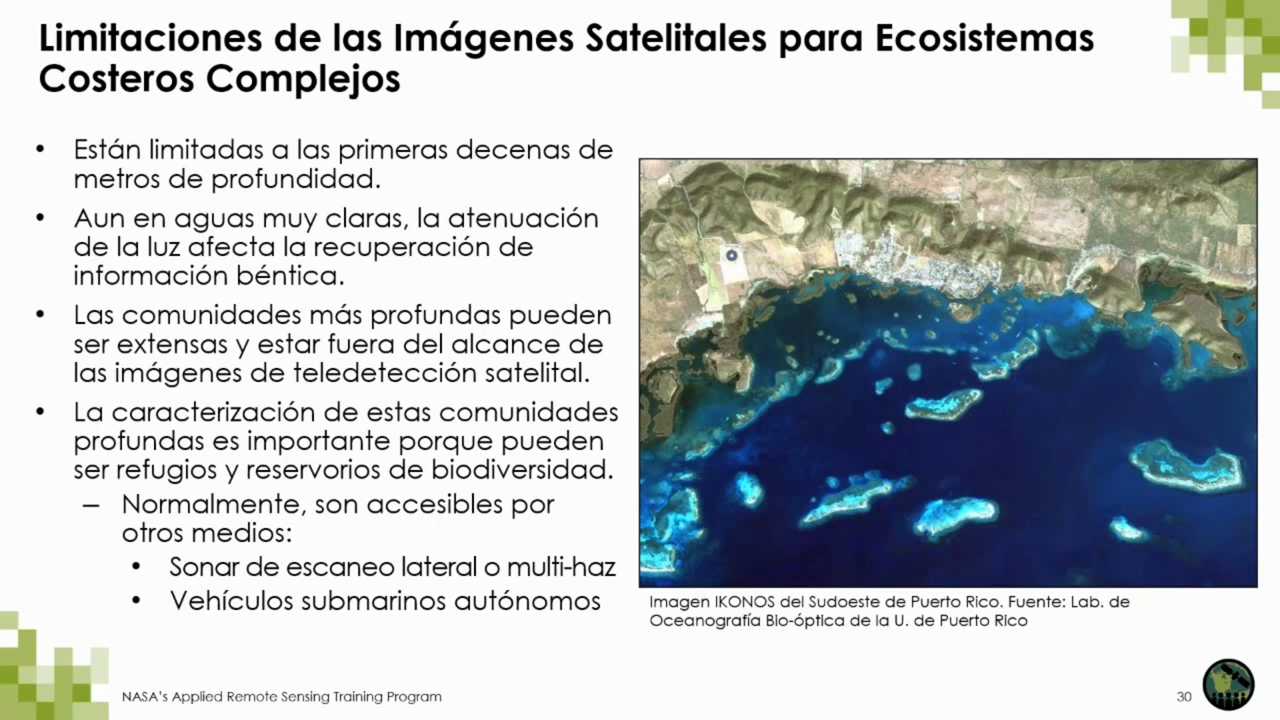 Limitaciones de las Imágenes Satelitales para Ecosistemas
Costeros Complejos
• Están limitadas a las primeras decenas de
metros de profundidad.
• Aun en aguas muy claras, la atenuación
de la luz afecta la recuperación de
información béntica.
• Las comunidades más profundas pueden
ser extensas y estar fuera del alcance de
las imágenes de teledetección satelital.
• La caracterización de estas comunidades
profundas es importante porque pueden
ser refugios y reservorios de biodiversidad.
– Normalmente, son accesibles por
otros medios:
• Sonar de escaneo lateral o multi-haz
• Vehículos submarinos autónomos
Imagen IKONOS del Sudoeste de Puerto Rico. Fuente: Lab. de
Oceanografía Bio-óptica de la U. de Puerto Rico
NASA's Applied Remote Sensing Training Program
30